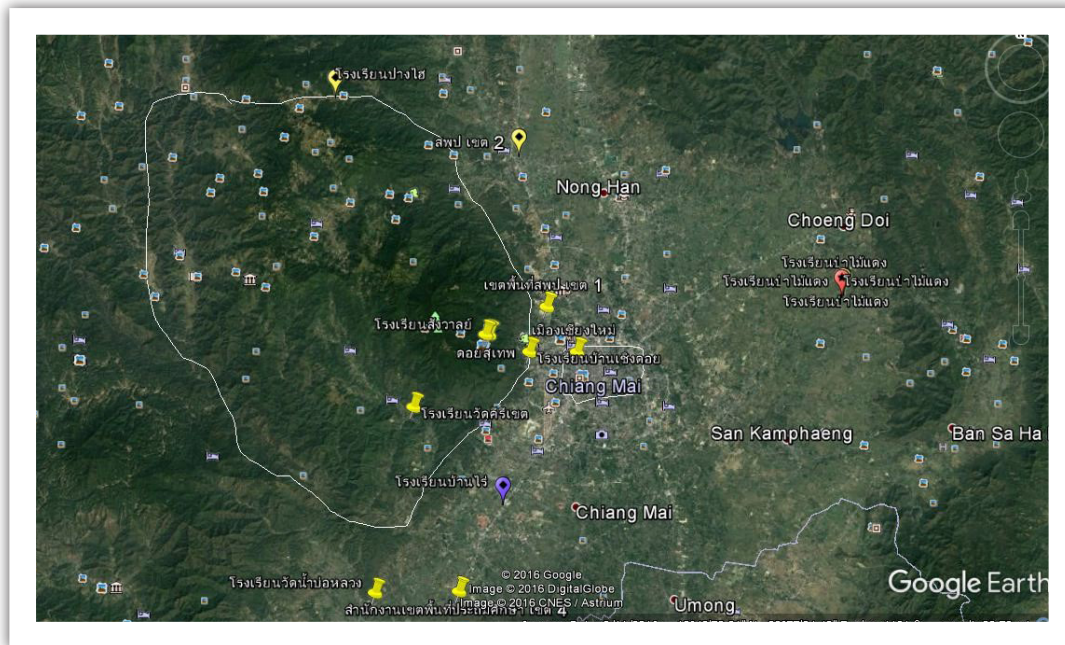 โรงเรียนปางไฮ
สพป เขต 2
Nong Han
Choeng Doi
โรงเรียนป่าไม้แดง
โรงเรียนป่าไม้แดง โรงเรียนป่าไม้แดง
โรงเรียนป่าไม้แดง
เขตพื้นที่สพป เขต 1
โรงเรียนสังวาลย์
เมืองเชียงใหม่
ดอยสุเทพ
โรงเรียนบ้านเชิงดอย
Chiang Mai
โรงเรียนวัดคีรีเขต
San Kamphaeng
Ban Sa Ha
โรงเรียนบ้านไร่
Chiang Mai
โรงเรียนวัดน้ำบ่อหลวง
© 2016 Google
Image © 2016 DigitalGlobe
Image © 2016 CNES / Astrium
สำนักงานเขตพื้นที่ประถมศึกษา เขต 4
Umong
Google Earth